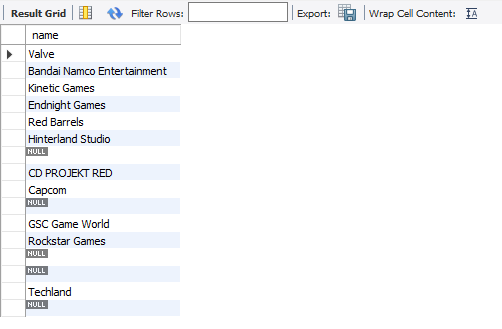 Result Grid Filter Rows: Export: Wrap Cell Content: IA
name
Valve
Bandai Namco Entertainment
Kinetic Games
Endnight Games
Red Barrels
Hinterland Studio
NULL
CD PROJEKT RED
Capcom
NULL
GSC Game World
Rockstar Games
NULL
NULL
Techland
NULL